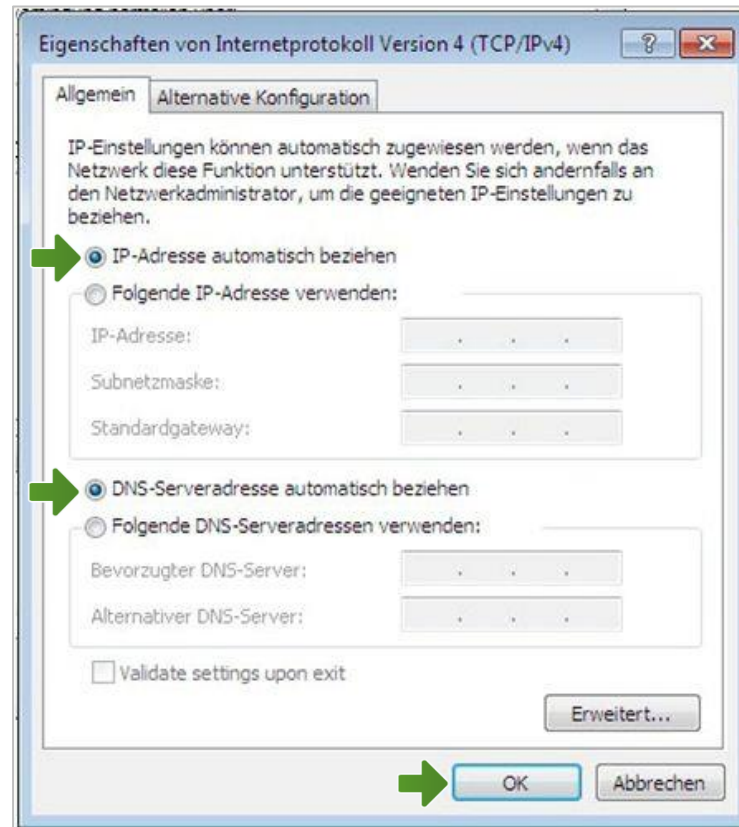 Eigenschaften von Internetprotokoll Version 4 (TCP/IPv4)
Allgemein
Alternative Konfiguration
IP-Einstellungen können automatisch zugewiesen werden, wenn das
Netzwerk diese Funktion unterstützt. Wenden Sie sich andernfalls an
den Netzwerkadministrator, um die geeigneten IP-Einstellungen zu
beziehen.
IP-Adresse automatisch beziehen
Folgende IP-Adresse verwenden:
IP-Adresse:
Subnetzmaske:
Standardgateway:
DNS-Serveradresse automatisch beziehen
Folgende DNS-Serveradressen verwenden:
Bevorzugter DNS-Server:
Alternativer DNS-Server:
Validate settings upon exit
Erweitert...
OK
Abbrechen